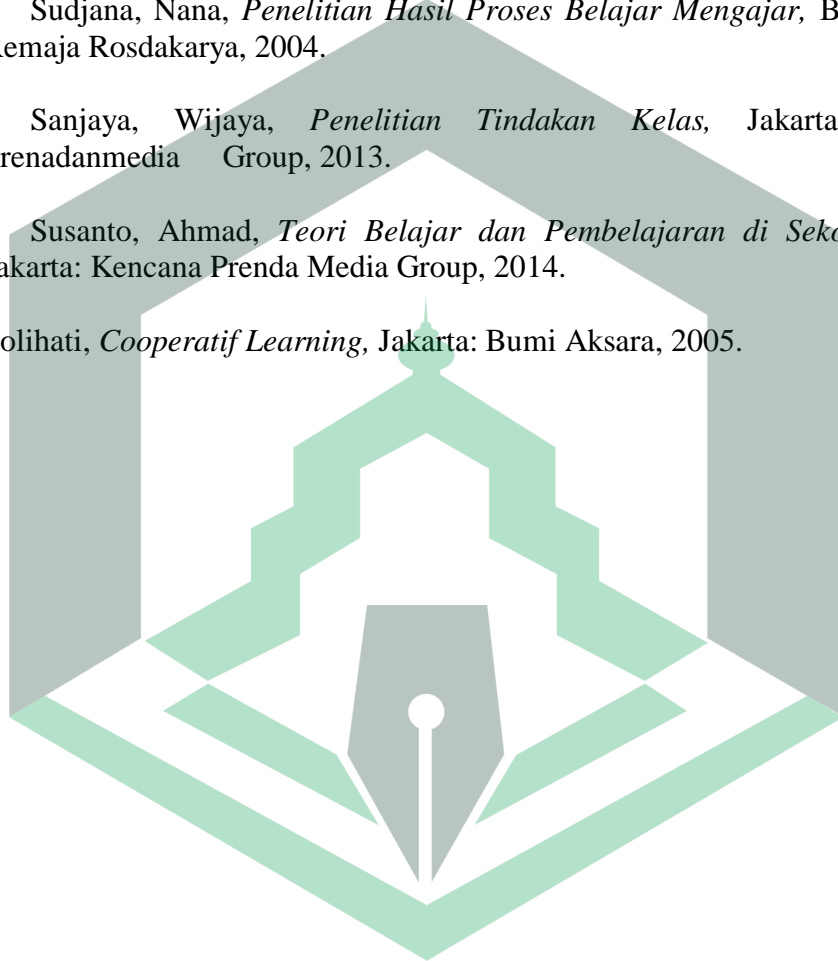 Sudjana, Nana, Penelitian Hasil Proses Belajar Mengajar, B
Remaja Rosdakarya, 2004.
Sanjaya, Wijaya, Penelitian Tindakan Kelas, Jakarta
renadanmedia Group, 2013.
Susanto, Ahmad, Teori Belajar dan Pembelajaran di Seko
akarta: Kencana Prenda Media Group, 2014.
olihati, Cooperatif Learning, Jakarta: Bumi Aksara, 2005.